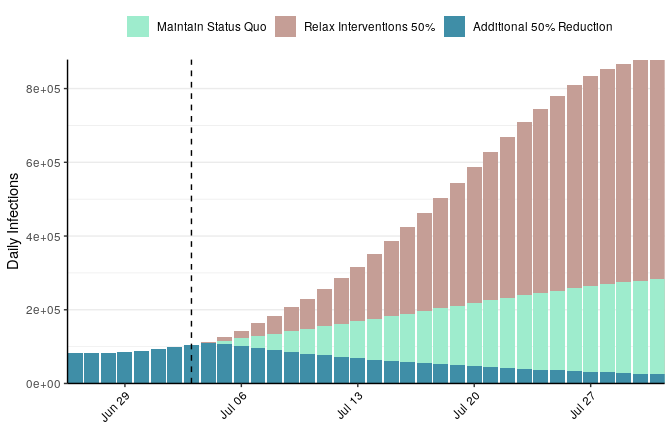 Maintain Status Quo Relax Interventions 50% Additional 50% Reduction
8e+05
6e+05
4e+05
2e+05
0e+00
Daily Infections
Jun 29 Jul 06 Jul 13 Jul 20 Jul 27